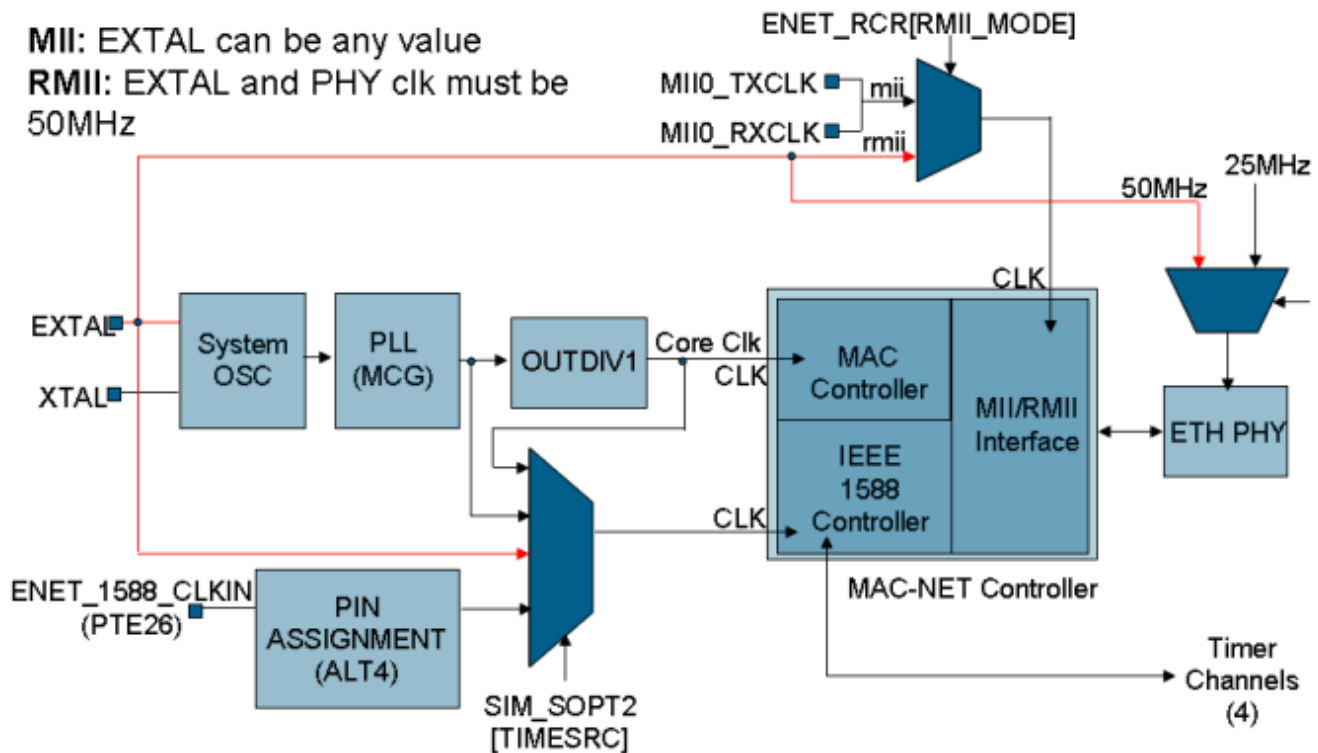 MII: EXTAL can be any value
RMII: EXTAL and PHY clk must be
50MHz
ENET_RCR[RMII_MODE]
MII0_TXCLK
mii
MII0_RXCLK
rmii
25MHz
50MHz
CLK
EXTAL
XTAL
System
OSC
PLL
(MCG)
OUTDIV1
Core Clk
CLK
MAC
Controller
MII/RMII
Interface
ETH PHY
IEEE
1588
Controller
CLK
MAC-NET Controller
ENET_1588_CLKIN
(PTE26)
PIN
ASSIGNMENT
(ALT4)
SIM_SOPT2
[TIMESRC]
Timer
Channels
(4)